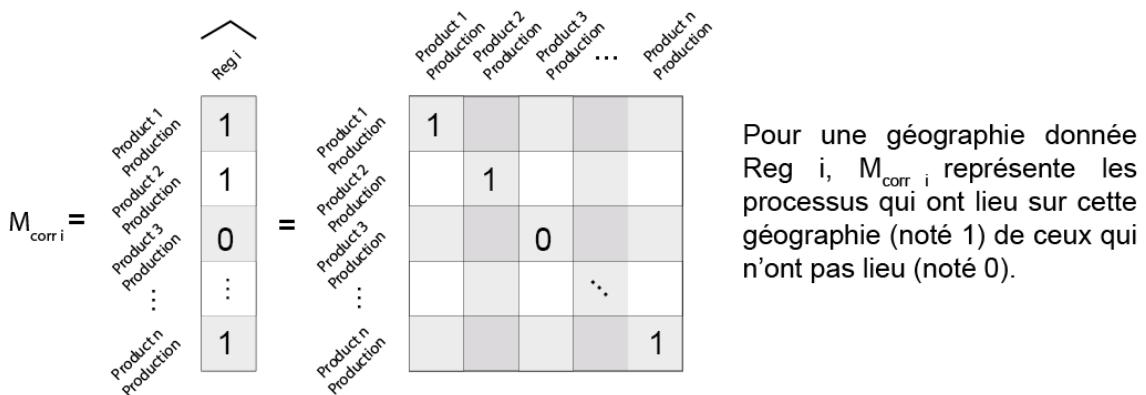 Reg i
Product 1
Production
Product 2
Production
Product 3
Production
...
Product n
Production
M corr i =
Product 1
Production
Product 2
Production
Product 3
Production
⋮
Product n
Production
1
1
0
⋮
1
=
Product 1
Production
Product 2
Production
Product 3
Production
⋮
Product n
Production
1
1
0
⋱
1
Pour une géographie donnée
Reg i, M corr i représente les
processus qui ont lieu sur cette
géographie (noté 1) de ceux qui
n'ont pas lieu (noté 0).